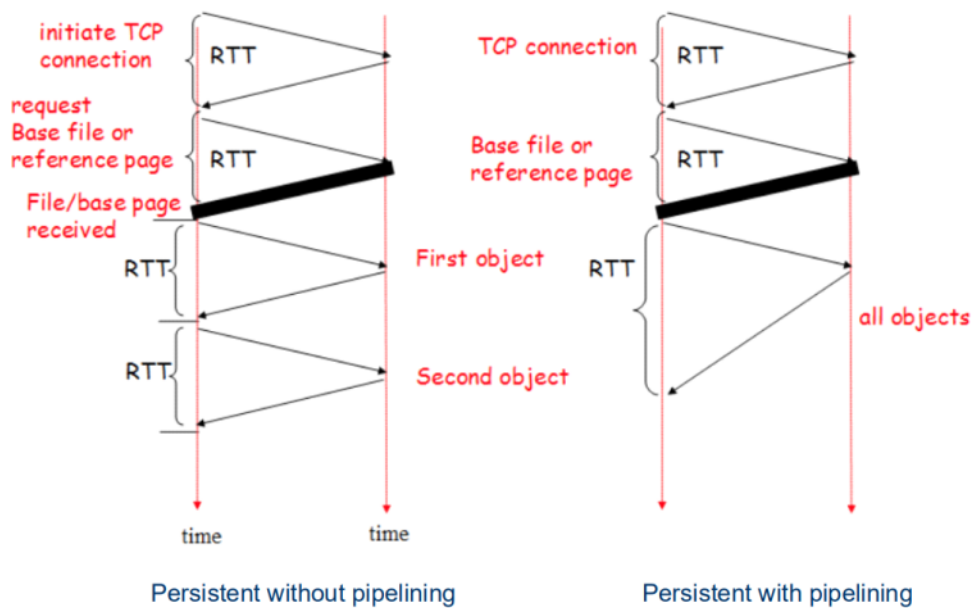 initiate TCP
connection
RTT
request
Base file or
reference page
RTT
File/base page
received
RTT
First object
RTT
Second object
time
time
Persistent without pipelining
TCP connection
RTT
Base file or
reference page
RTT
RTT
all objects
time
Persistent with pipelining